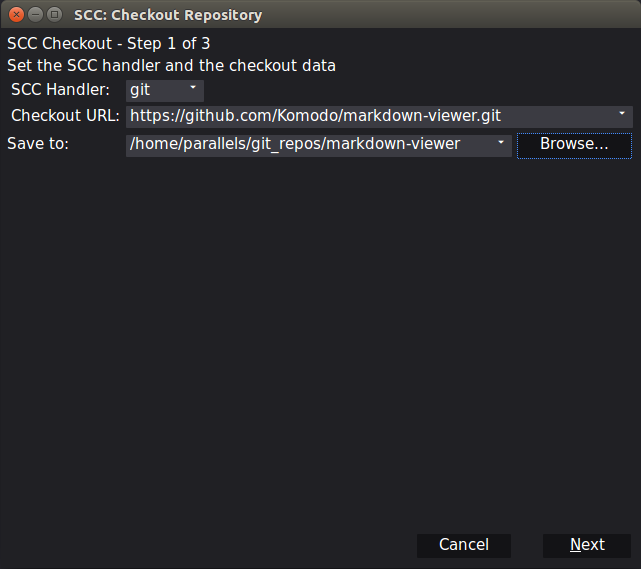 SCC: Checkout Repository
SCC Checkout - Step 1 of 3
Set the SCC handler and the checkout data
SCC Handler: git
Checkout URL: https://github.com/Komodo/markdown-viewer.git
Save to: /home/parallels/git_repos/markdown-viewer Browse...
Cancel Next